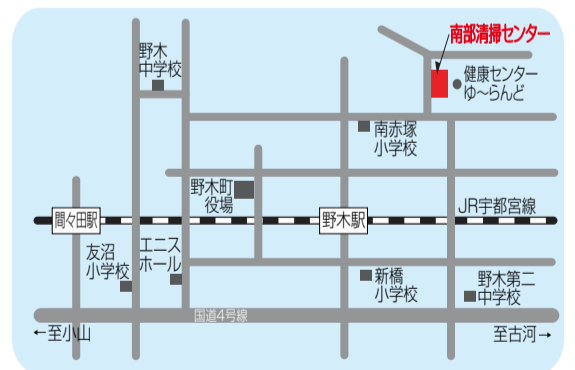 南部清掃センター
野木
中学校
健康センター
ゆ〜らんど
南赤塚
小学校
野木町
役場
JR宇都宮線
間々田駅
野木駅
友沼
小学校
エニス
ホール
新橋
小学校
野木第二
中学校
国道4号線
←至小山
至古河→